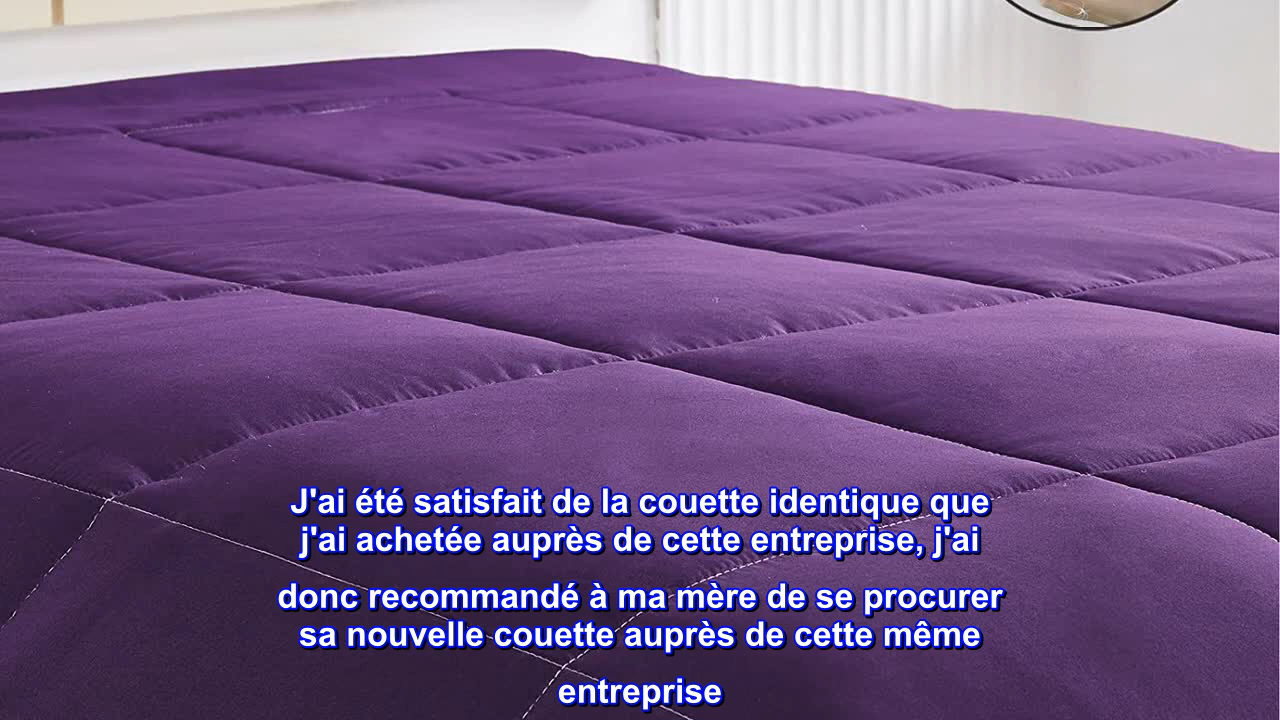 J'ai été satisfait de la couette identique que
j'ai achetée auprès de cette entreprise, j'ai
donc recommandé à ma mère de se procurer
sa nouvelle couette auprès de cette même
entreprise